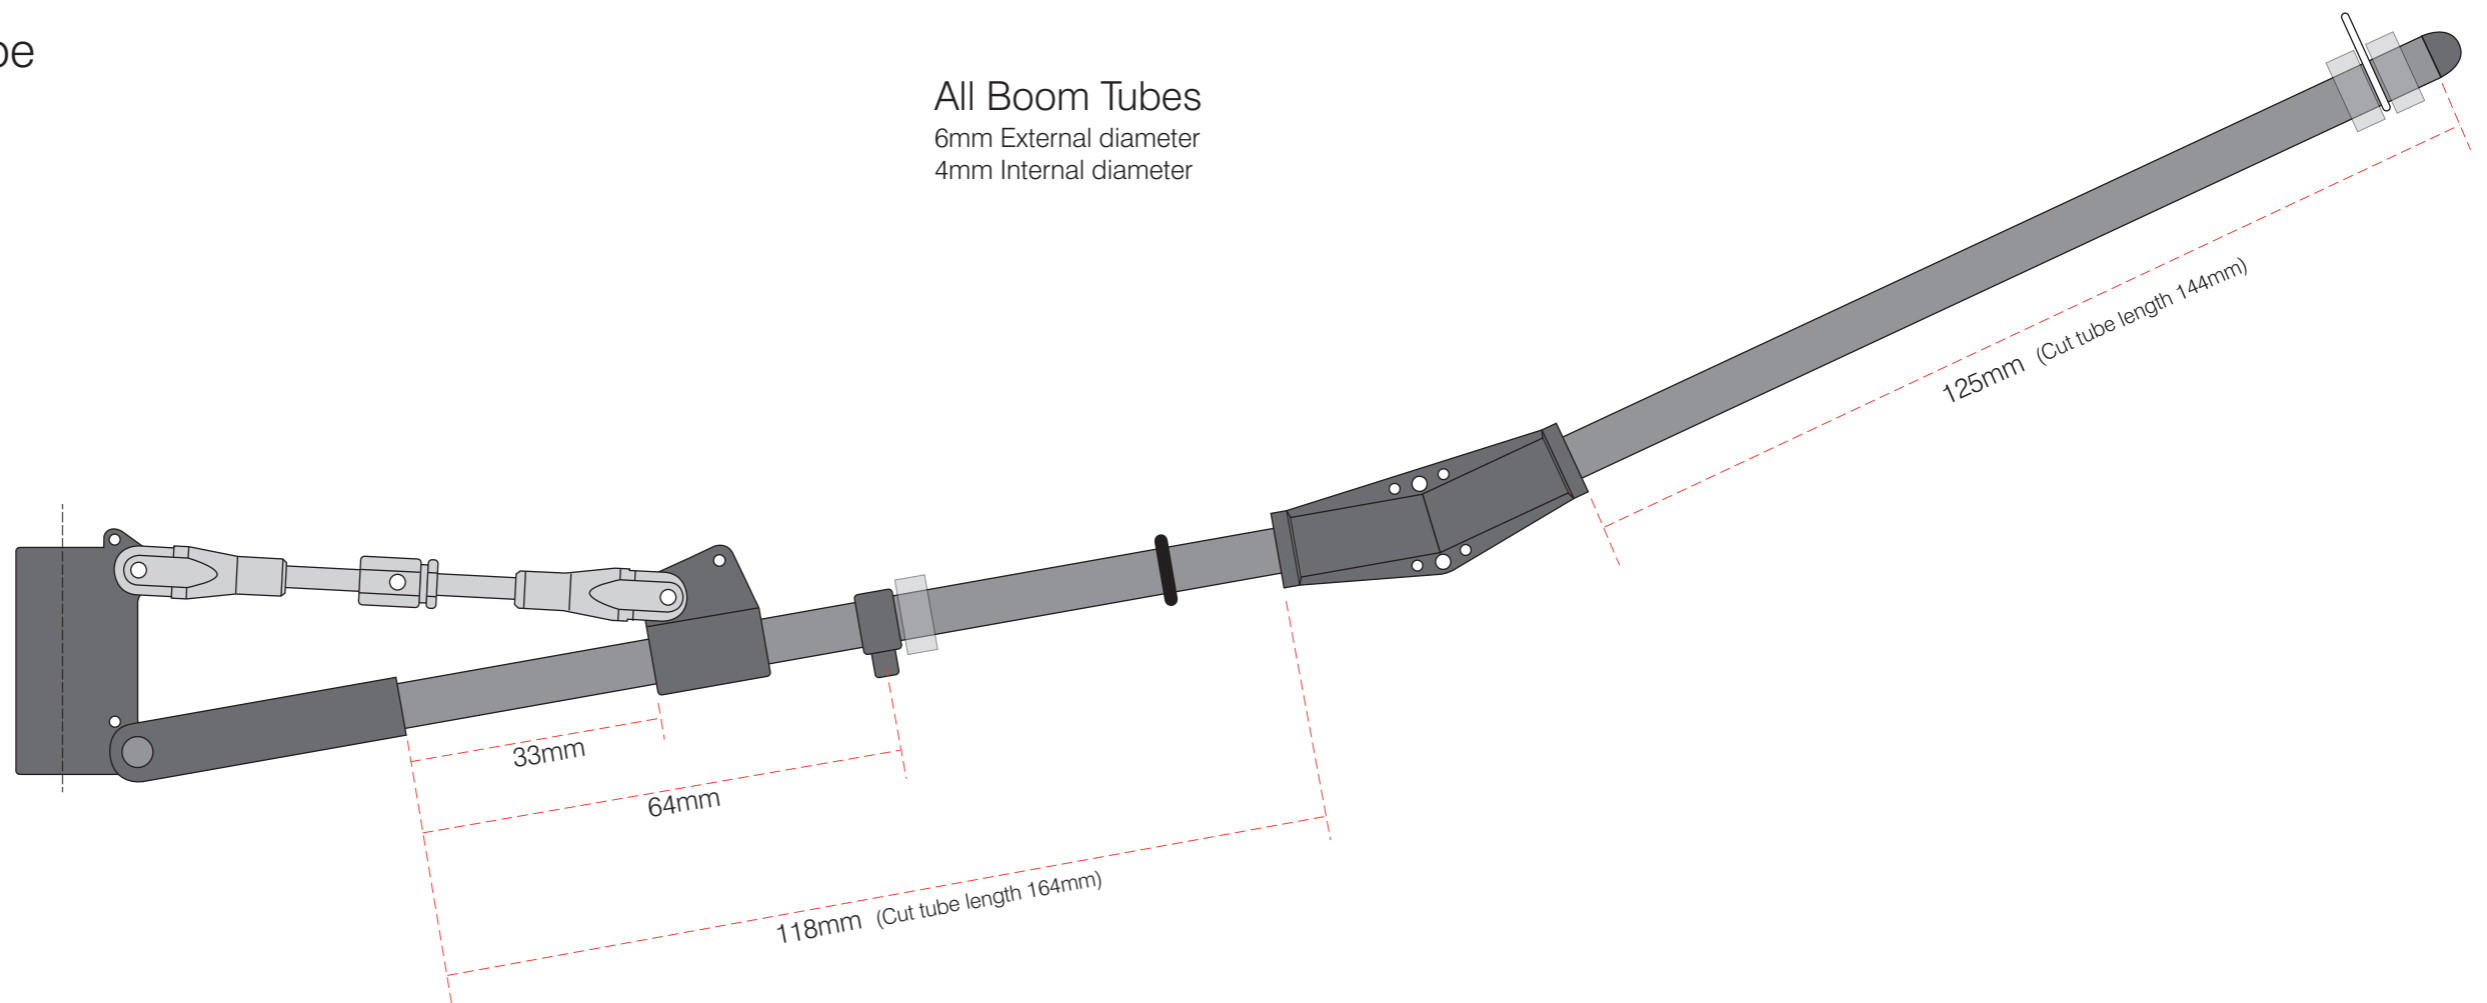 All Boom Tubes
6mm External diameter
4mm Internal diameter
125mm (Cut tube length 144mm)
33mm
64mm
118mm (Cut tube length 164mm)